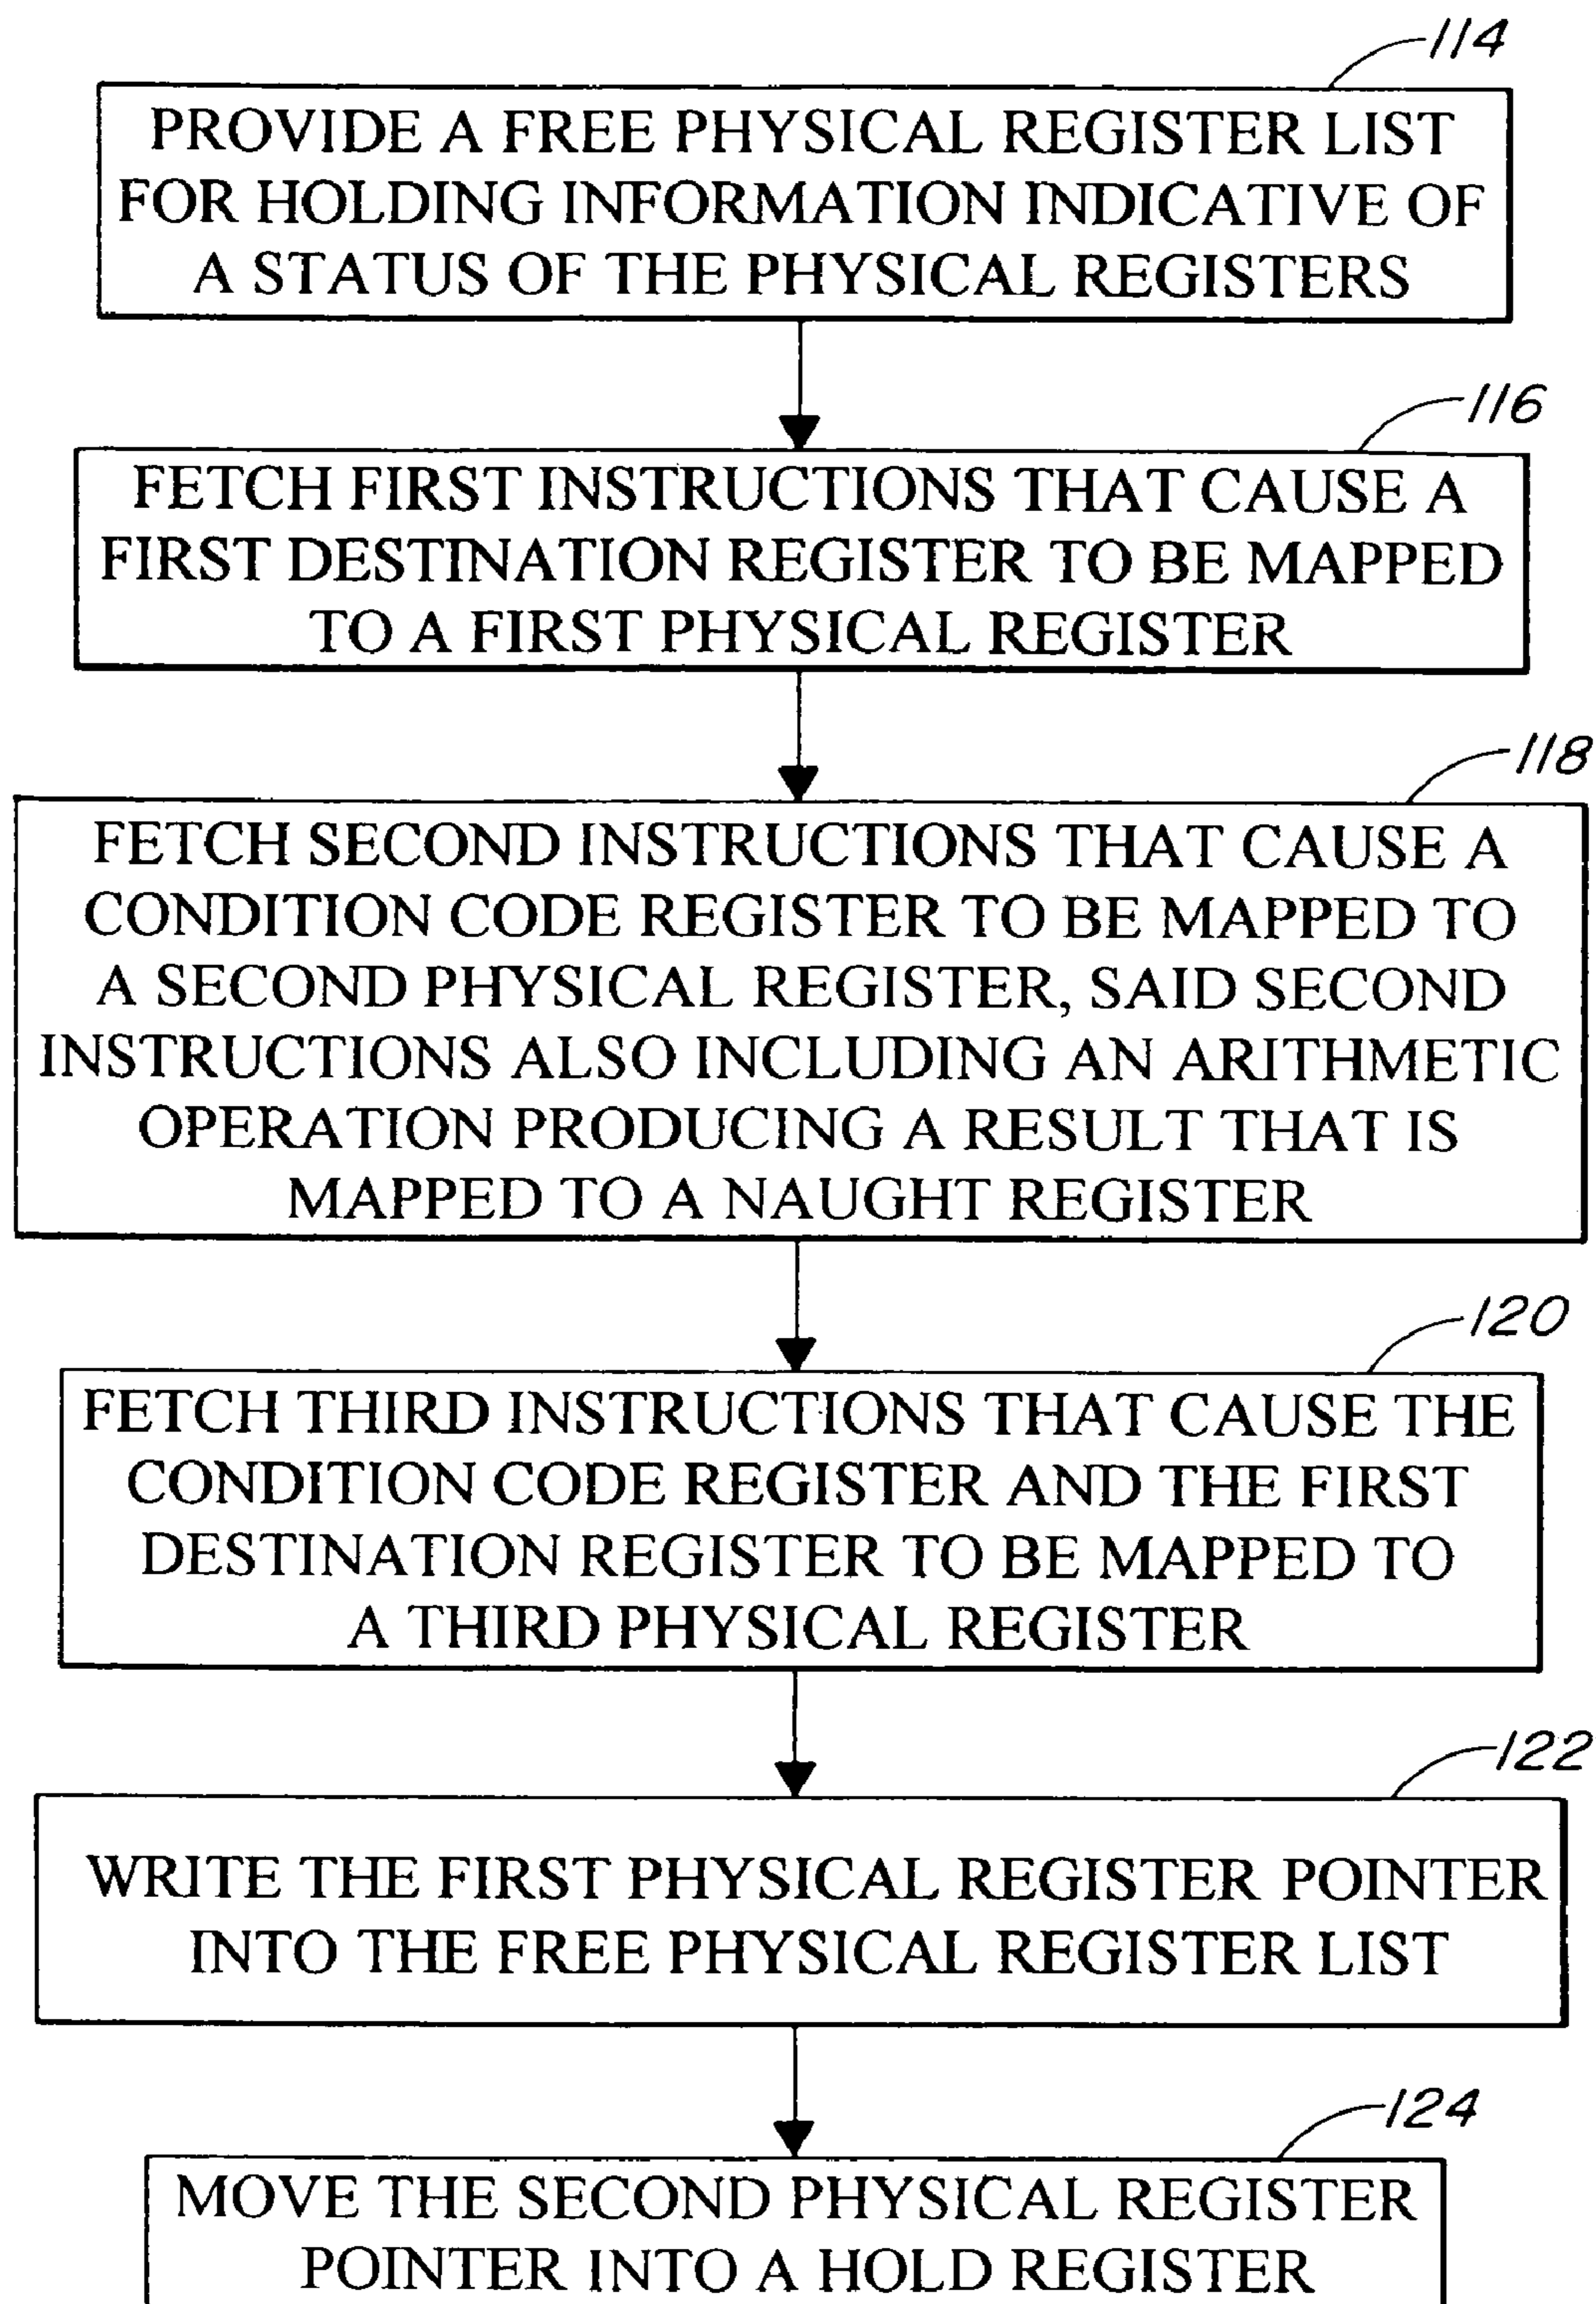 114
PROVIDE A FREE PHYSICAL REGISTER LIST
FOR HOLDING INFORMATION INDICATIVE OF
A STATUS OF THE PHYSICAL REGISTERS
116
FETCH FIRST INSTRUCTIONS THAT CAUSE A
FIRST DESTINATION REGISTER TO BE MAPPED
TO A FIRST PHYSICAL REGISTER
118
FETCH SECOND INSTRUCTIONS THAT CAUSE A
CONDITION CODE REGISTER TO BE MAPPED TO
A SECOND PHYSICAL REGISTER, SAID SECOND
INSTRUCTIONS ALSO INCLUDING AN ARITHMETIC
OPERATION PRODUCING A RESULT THAT IS
MAPPED TO A NAUGHT REGISTER
120
FETCH THIRD INSTRUCTIONS THAT CAUSE THE
CONDITION CODE REGISTER AND THE FIRST
DESTINATION REGISTER TO BE MAPPED TO
A THIRD PHYSICAL REGISTER
122
WRITE THE FIRST PHYSICAL REGISTER POINTER
INTO THE FREE PHYSICAL REGISTER LIST
124
MOVE THE SECOND PHYSICAL REGISTER
POINTER INTO A HOLD REGISTER